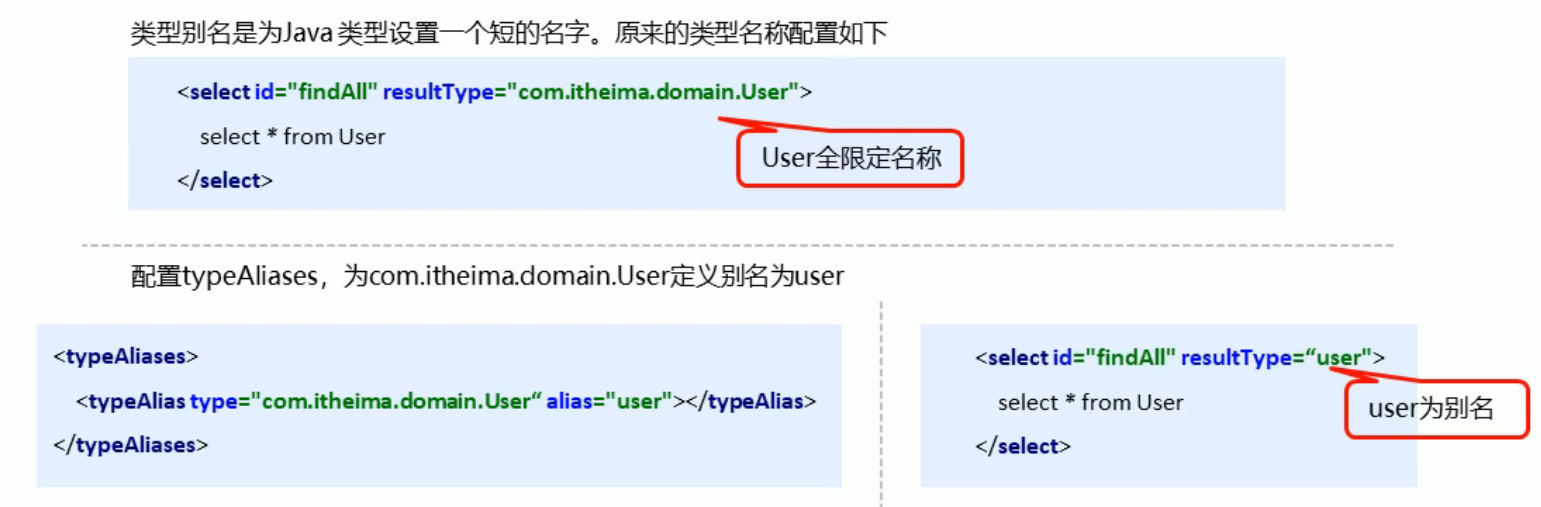 类型别名是为Java 类型设置一个短的名字。原来的类型名称配置如下
<select id="findAll" resultType="com.itheima.domain.User">
select * from User
User全限定名称
</select>
配置typeAliases，为com.itheima.domain.User定义别名为user
<typeAliases>
<typeAlias type="com.itheima.domain.User“ alias="user"></typeAlias>
</typeAliases>
<select id="findAll" resultType=“user">
select * from User
user为别名
</select>